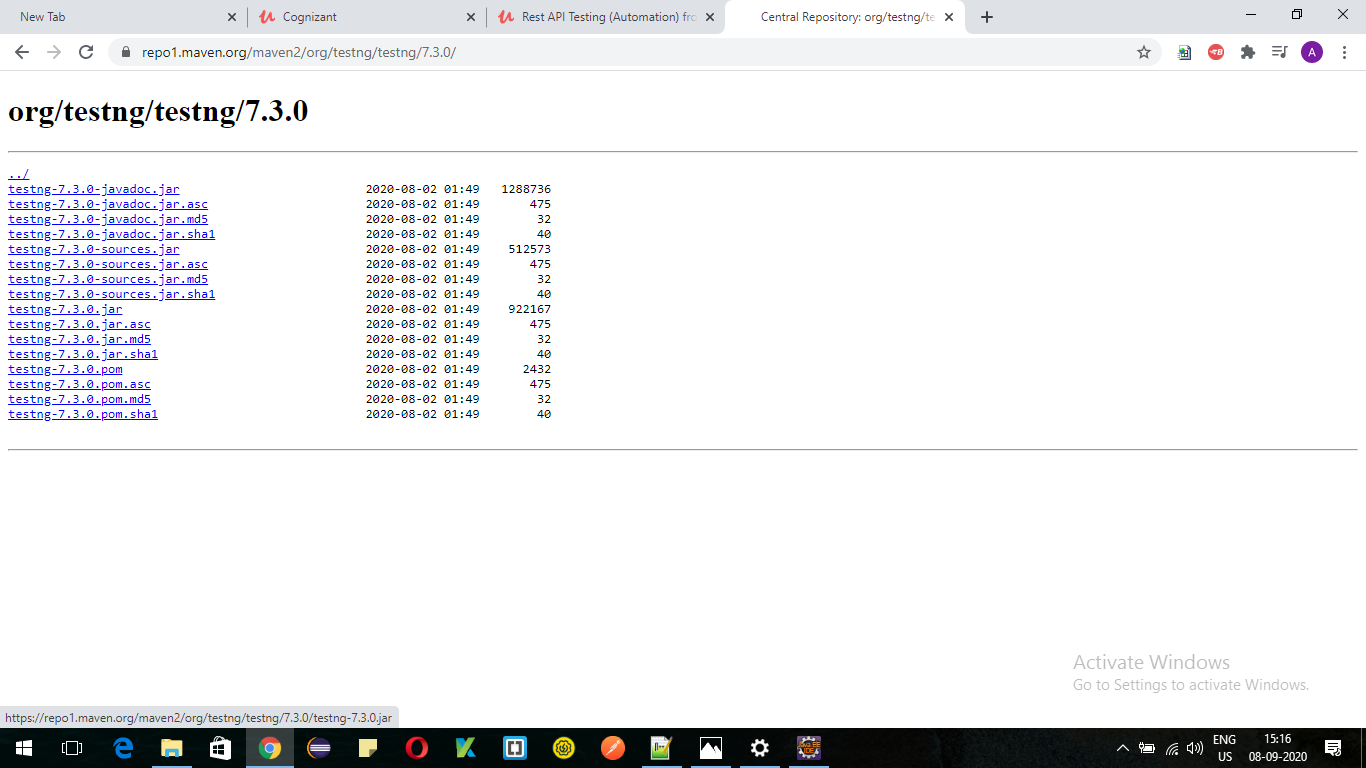 New Tab
Cognizant
Rest API Testing (Automation) fro
Central Repository: org/testng/te
repo1.maven.org/maven2/org/testng/testng/7.3.0/
A
org/testng/testng/7.3.0
../
testng-7.3.0-javadoc.jar 2020-08-02 01:49 1288736
testng-7.3.0-javadoc.jar.asc 2020-08-02 01:49 475
testng-7.3.0-javadoc.jar.md5 2020-08-02 01:49 32
testng-7.3.0-javadoc.jar.sha1 2020-08-02 01:49 40
testng-7.3.0-sources.jar 2020-08-02 01:49 512573
testng-7.3.0-sources.jar.asc 2020-08-02 01:49 475
testng-7.3.0-sources.jar.md5 2020-08-02 01:49 32
testng-7.3.0-sources.jar.sha1 2020-08-02 01:49 40
testng-7.3.0.jar 2020-08-02 01:49 922167
testng-7.3.0.jar.asc 2020-08-02 01:49 475
testng-7.3.0.jar.md5 2020-08-02 01:49 32
testng-7.3.0.jar.sha1 2020-08-02 01:49 40
testng-7.3.0.pom 2020-08-02 01:49 2432
testng-7.3.0.pom.asc 2020-08-02 01:49 475
testng-7.3.0.pom.md5 2020-08-02 01:49 32
testng-7.3.0.pom.sha1 2020-08-02 01:49 40
Activate Windows
Go to Settings to activate Windows.
https://repo1.maven.org/maven2/org/testng/testng/7.3.0/testng-7.3.0.jar
ENG
US
15:16
08-09-2020